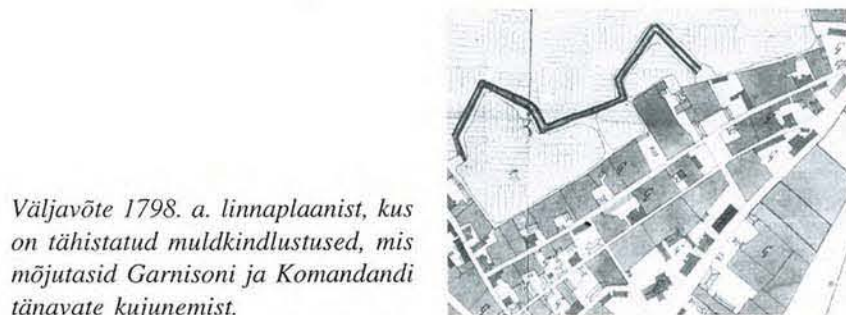 Väljavõte 1798. a. linnaplaanist, kus
on tähistatud muldkindlustused, mis
mõjutasid Garnisoni ja Komandandi
tänavate kujunemist.